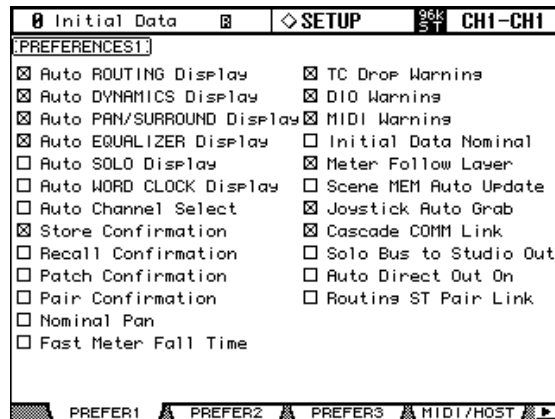 0 Initial Data R ◇SETUP 96k ST CH1-CH1
PREFERENCES1
☒ Auto ROUTING Display
☒ Auto DYNAMICS Display
☒ Auto PAN/SURROUND Display
☒ Auto EQUALIZER Display
☐ Auto SOLO Display
☐ Auto WORD CLOCK Display
☐ Auto Channel Select
☒ Store Confirmation
☐ Recall Confirmation
☐ Patch Confirmation
☐ Pair Confirmation
☐ Nominal Pan
☐ Fast Meter Fall Time
☒ TC Drop Warning
☒ DIO Warning
☒ MIDI Warning
☐ Initial Data Nominal
☒ Meter Follow Layer
☐ Scene MEM Auto Update
☒ Joystick Auto Grab
☒ Cascade COMM Link
☐ Solo Bus to Studio Out
☐ Auto Direct Out On
☐ Routing ST Pair Link
PREFER1 PREFER2 PREFER3 MIDI/HOST